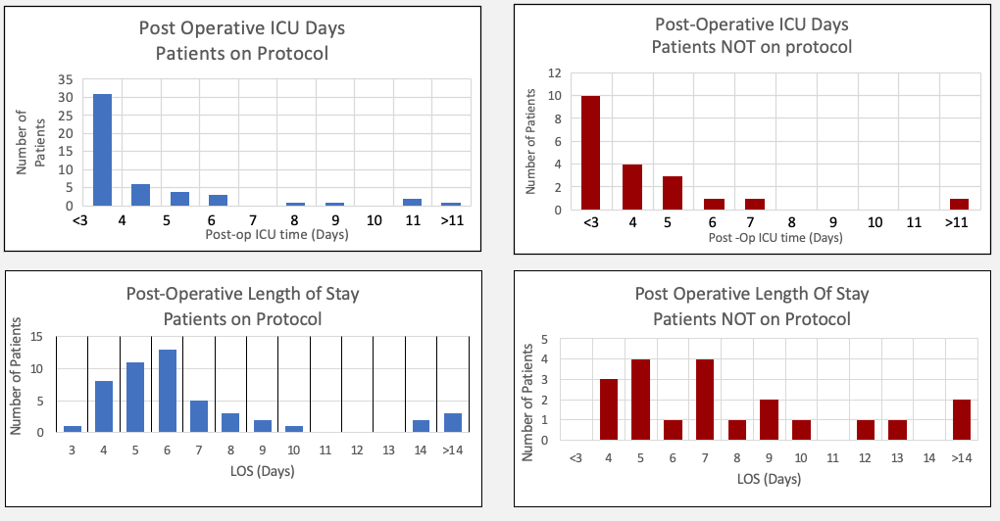 Post Operative ICU Days
Patients on Protocol
Number of
Patients
35
30
25
20
15
10
5
0
<3 4 5 6 7 8 9 10 11 >11
Post-op ICU time (Days)
Post-Operative ICU Days
Patients NOT on protocol
Number of Patients
12
10
8
6
4
2
0
<3 4 5 6 7 8 9 10 11 >11
Post -Op ICU time (Days)
Post-Operative Length of Stay
Patients on Protocol
Number of Patients
15
10
5
0
3 4 5 6 7 8 9 10 11 12 13 14 >14
LOS (Days)
Post Operative Length Of Stay
Patients NOT on Protocol
Number of Patients
5
4
3
2
1
0
<3 4 5 6 7 8 9 10 11 12 13 14 >14
LOS (Days)